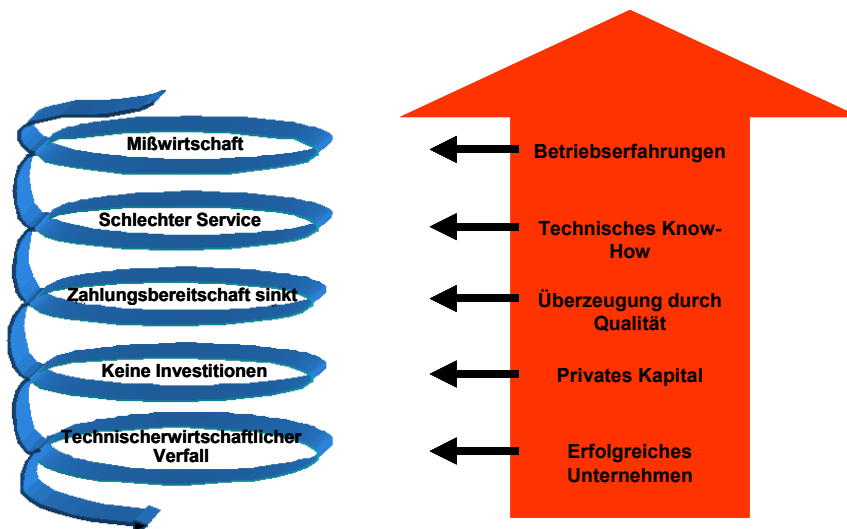 Mißwirtschaft
Schlechter Service
Zahlungsbereitschaft sinkt
Keine Investitionen
Technischerwirtschaftlicher
Verfall
Betriebserfahrungen
Technisches Know-
How
Überzeugung durch
Qualität
Privates Kapital
Erfolgreiches
Unternehmen